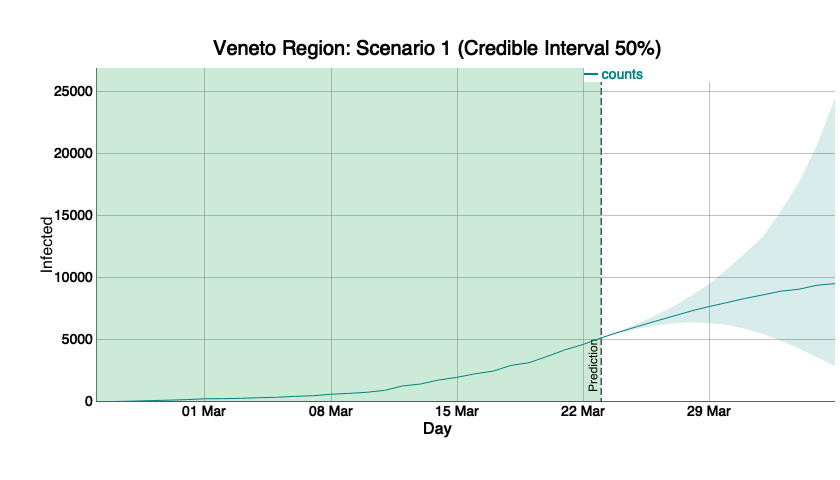 Veneto Region: Scenario 1 (Credible Interval 50%)
counts
25000
20000
15000
10000
5000
0
Infected
Prediction
01 Mar
08 Mar
15 Mar
22 Mar
29 Mar
Day